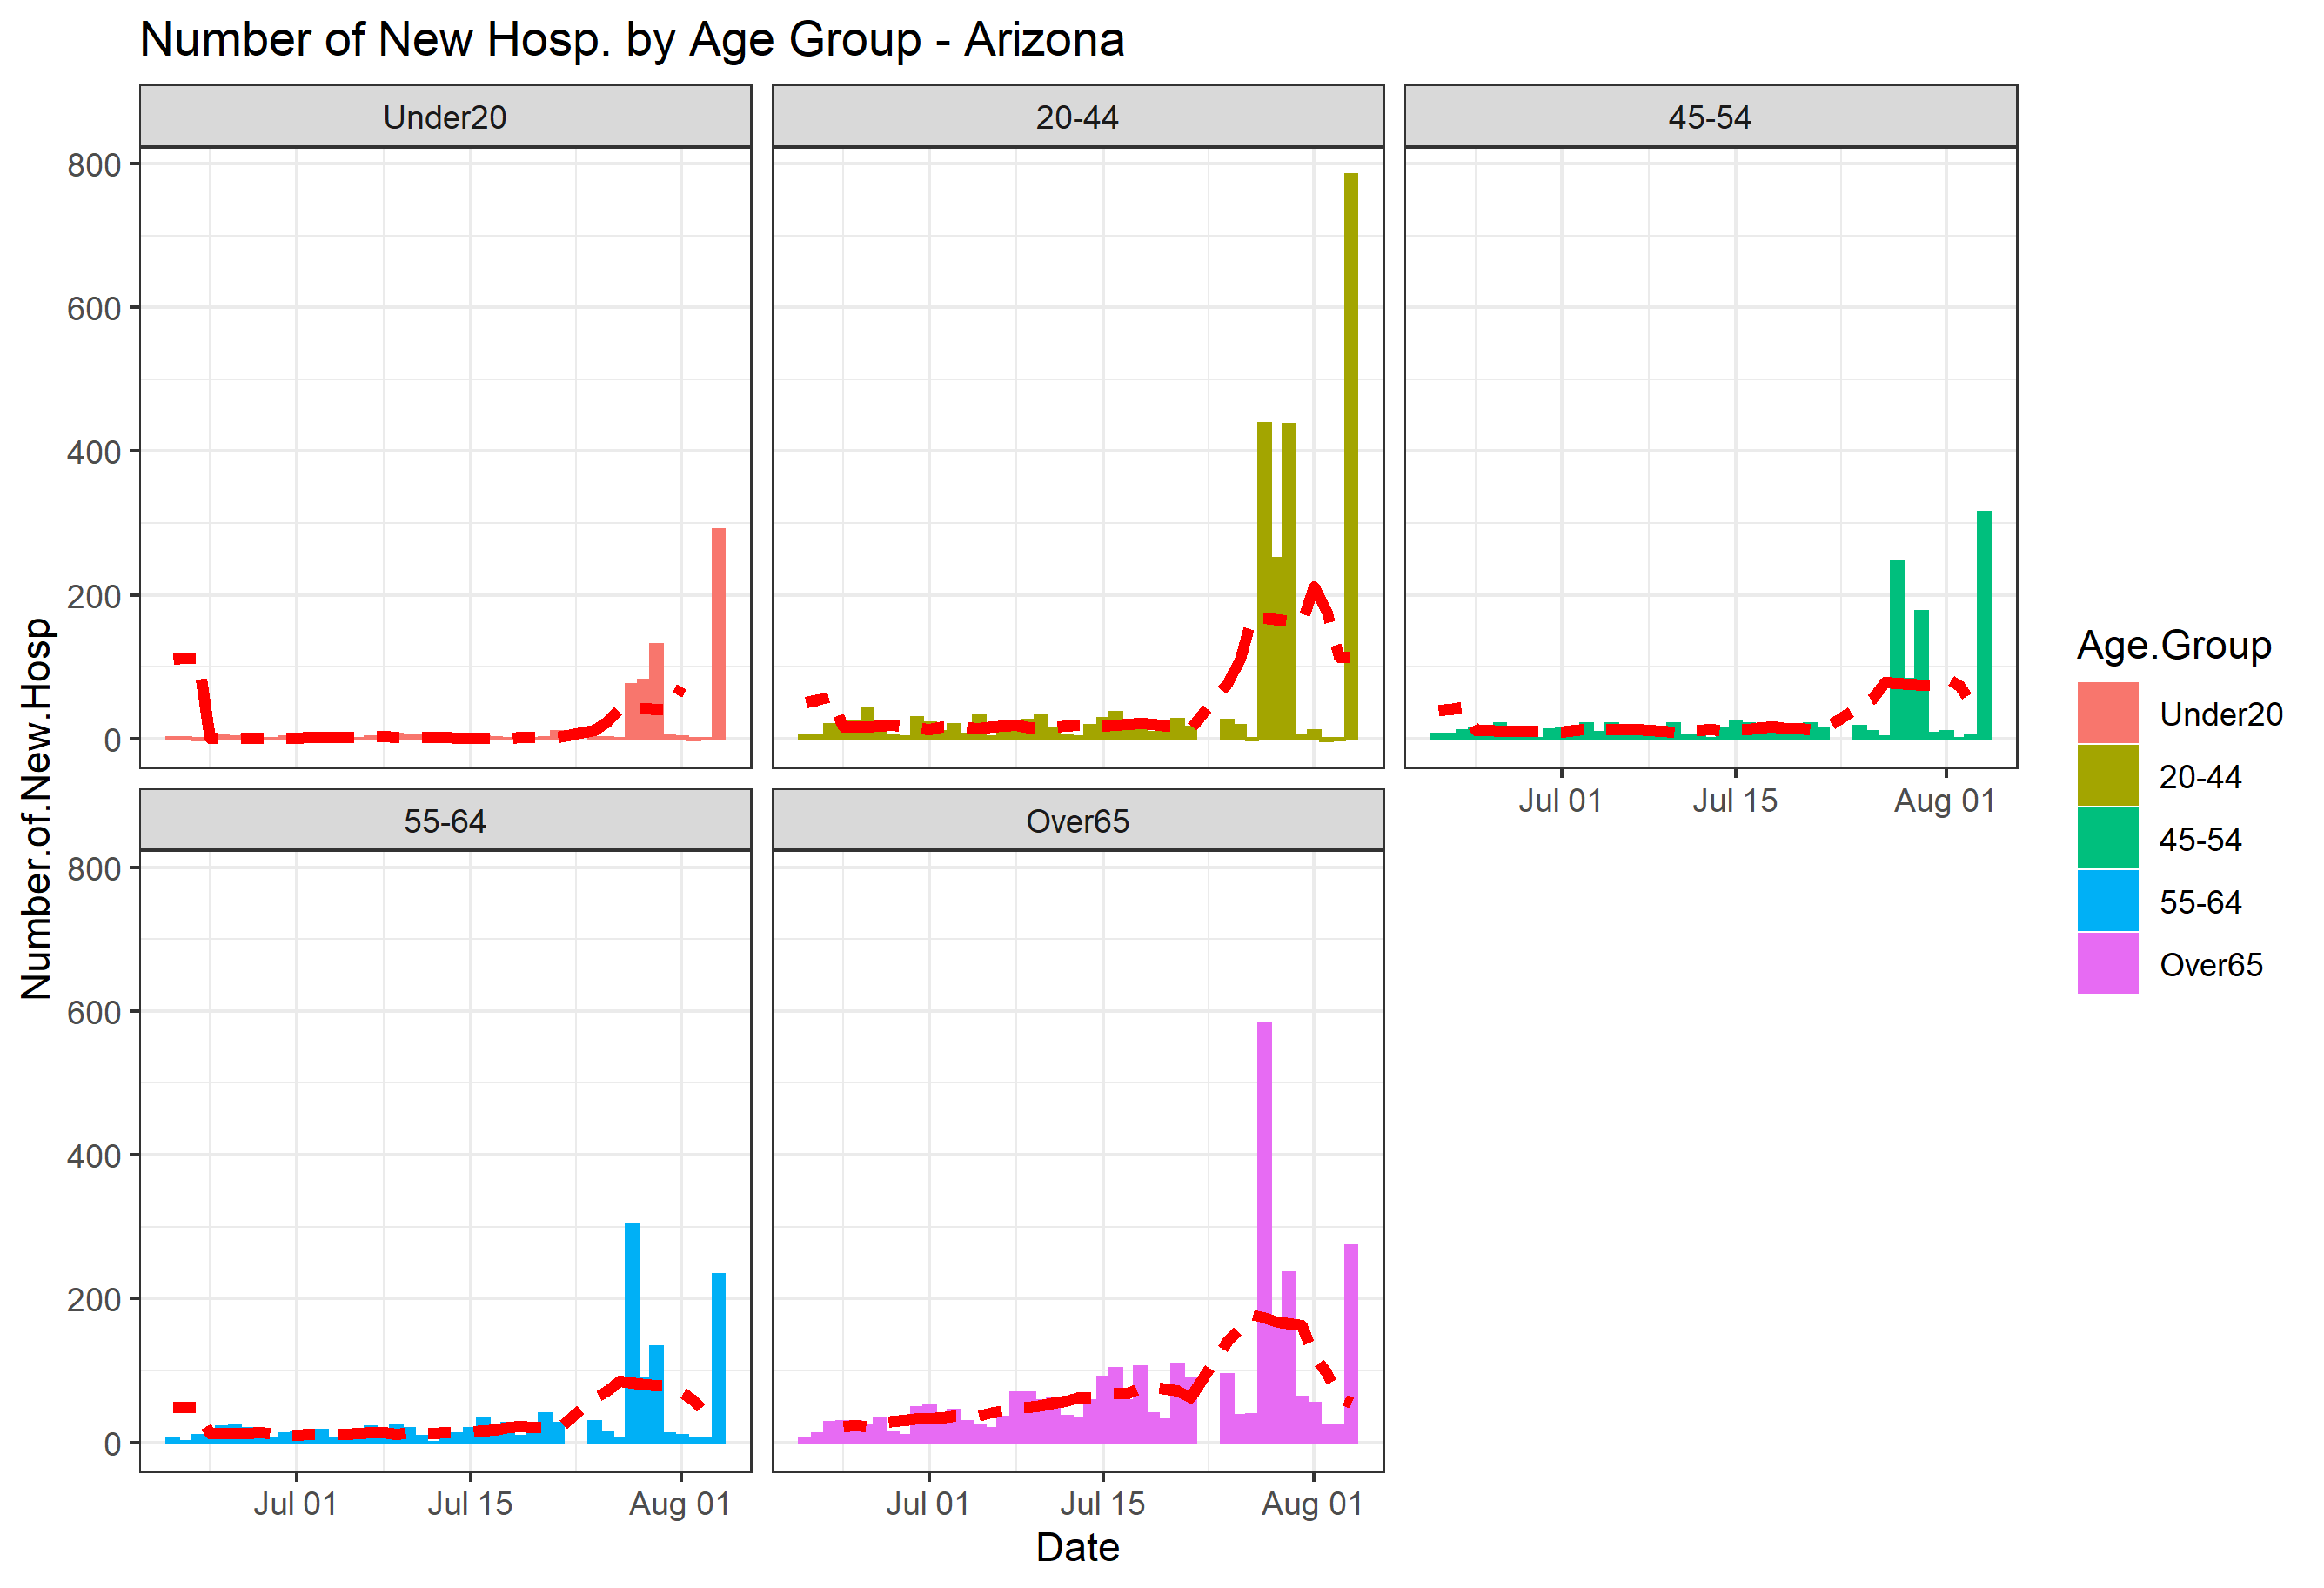 Number of New Hosp. by Age Group - Arizona
Under20
20-44
45-54
800
600
400
200
0
Jul 01
Jul 15
Aug 01
55-64
Over65
800
600
400
200
0
Jul 01
Jul 15
Aug 01
Jul 01
Jul 15
Aug 01
Date
Number.of.New.Hosp
Age.Group
Under20
20-44
45-54
55-64
Over65